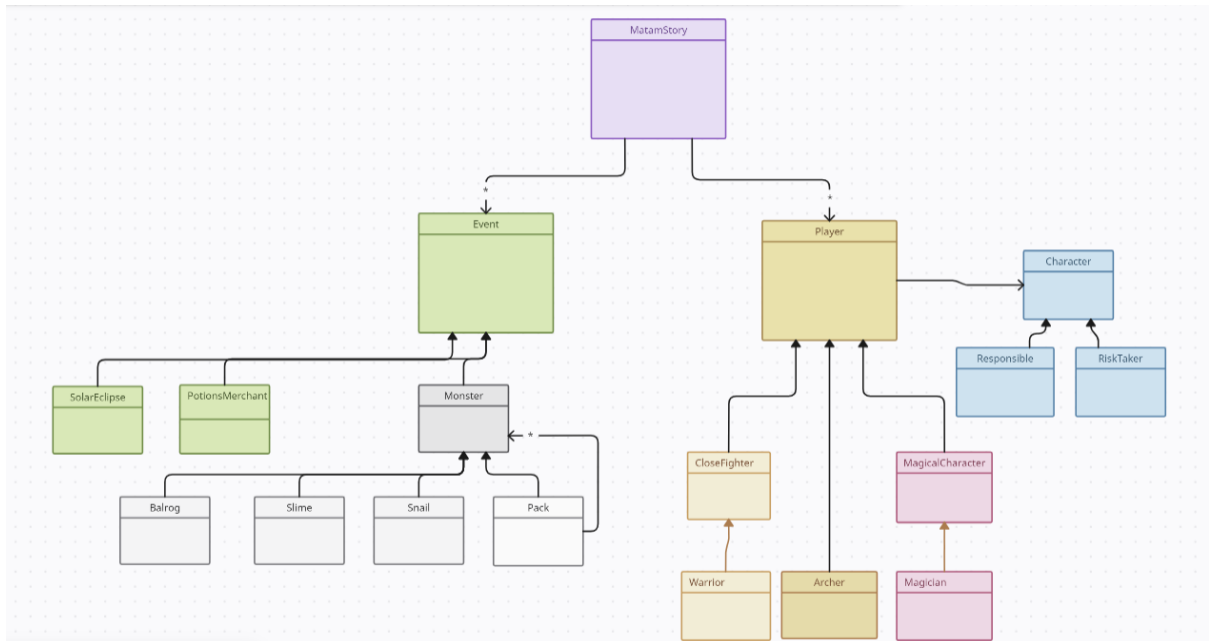 MatamStory
*
*
Event
Player
Character
Responsible
RiskTaker
SolarEclipse
PotionsMerchant
Monster
*
CloseFighter
MagicalCharacter
Balrog
Slime
Snail
Pack
Warrior
Archer
Magician